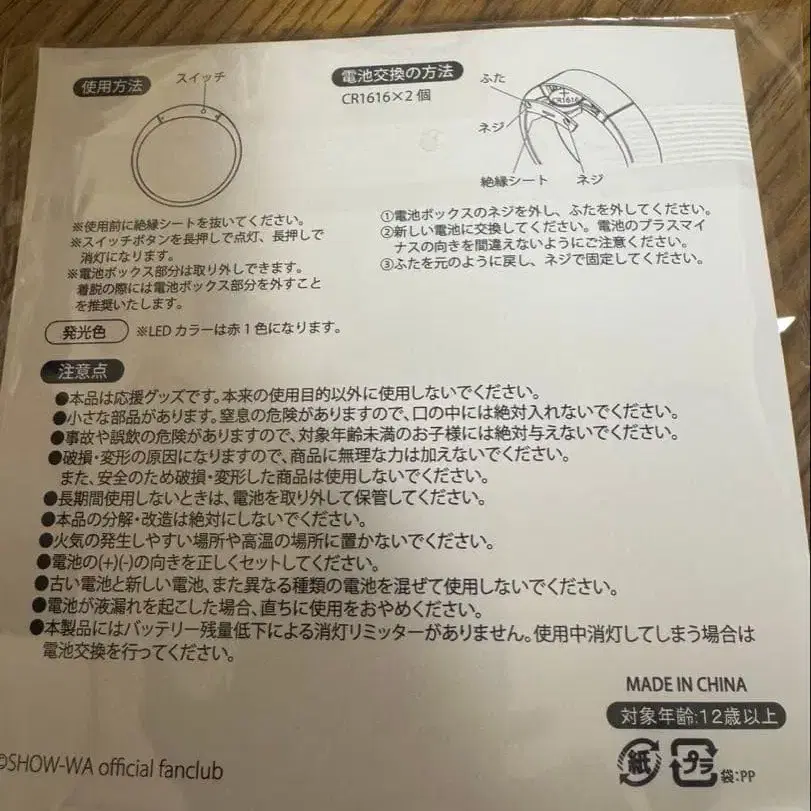 使用方法
スイッチ
※使用前に絶縁シートを抜いてください。
※スイッチボタンを長押しで点灯、長押しで
消灯になります。
※電池ボックス部分は取り外しできます。
着脱の際には電池ボックス部分を外すこと
を推奨いたします。
発光色 ※LEDカラーは赤1色になります。
電池交換の方法
CR1616×2個
ふた
CR1616
ネジ
絶縁シート
ネジ
①電池ボックスのネジを外し、ふたを外してください。
②新しい電池に交換してください。電池のプラスマイ
ナスの向きを間違えないようにご注意ください。
③ふたを元のように戻し、ネジで固定してください。
注意点
●本品は応援グッズです。本来の使用目的以外に使用しないでください。
●小さな部品があります。窒息の危険がありますので、口の中には絶対入れないでください。
●事故や誤飲の危険がありますので、対象年齢未満のお子様には絶対与えないでください。
●破損・変形の原因になりますので、商品に無理な力は加えないでください。
また、安全のため破損・変形した商品は使用しないでください。
●長期間使用しないときは、電池を取り外して保管してください。
●本品の分解・改造は絶対にしないでください。
●火気の発生しやすい場所や高温の場所に置かないでください。
●電池の(+)(-)の向きを正しくセットしてください。
●古い電池と新しい電池、また異なる種類の電池を混ぜて使用しないでください。
●電池が液漏れを起こした場合、直ちに使用をおやめください。
●本製品にはバッテリー残量低下による消灯リミッターがありません。使用中消灯してしまう場合は
電池交換を行ってください。
MADE IN CHINA
対象年齢:12歳以上
紙 プラ 袋:PP
©SHOW-WA official fanclub